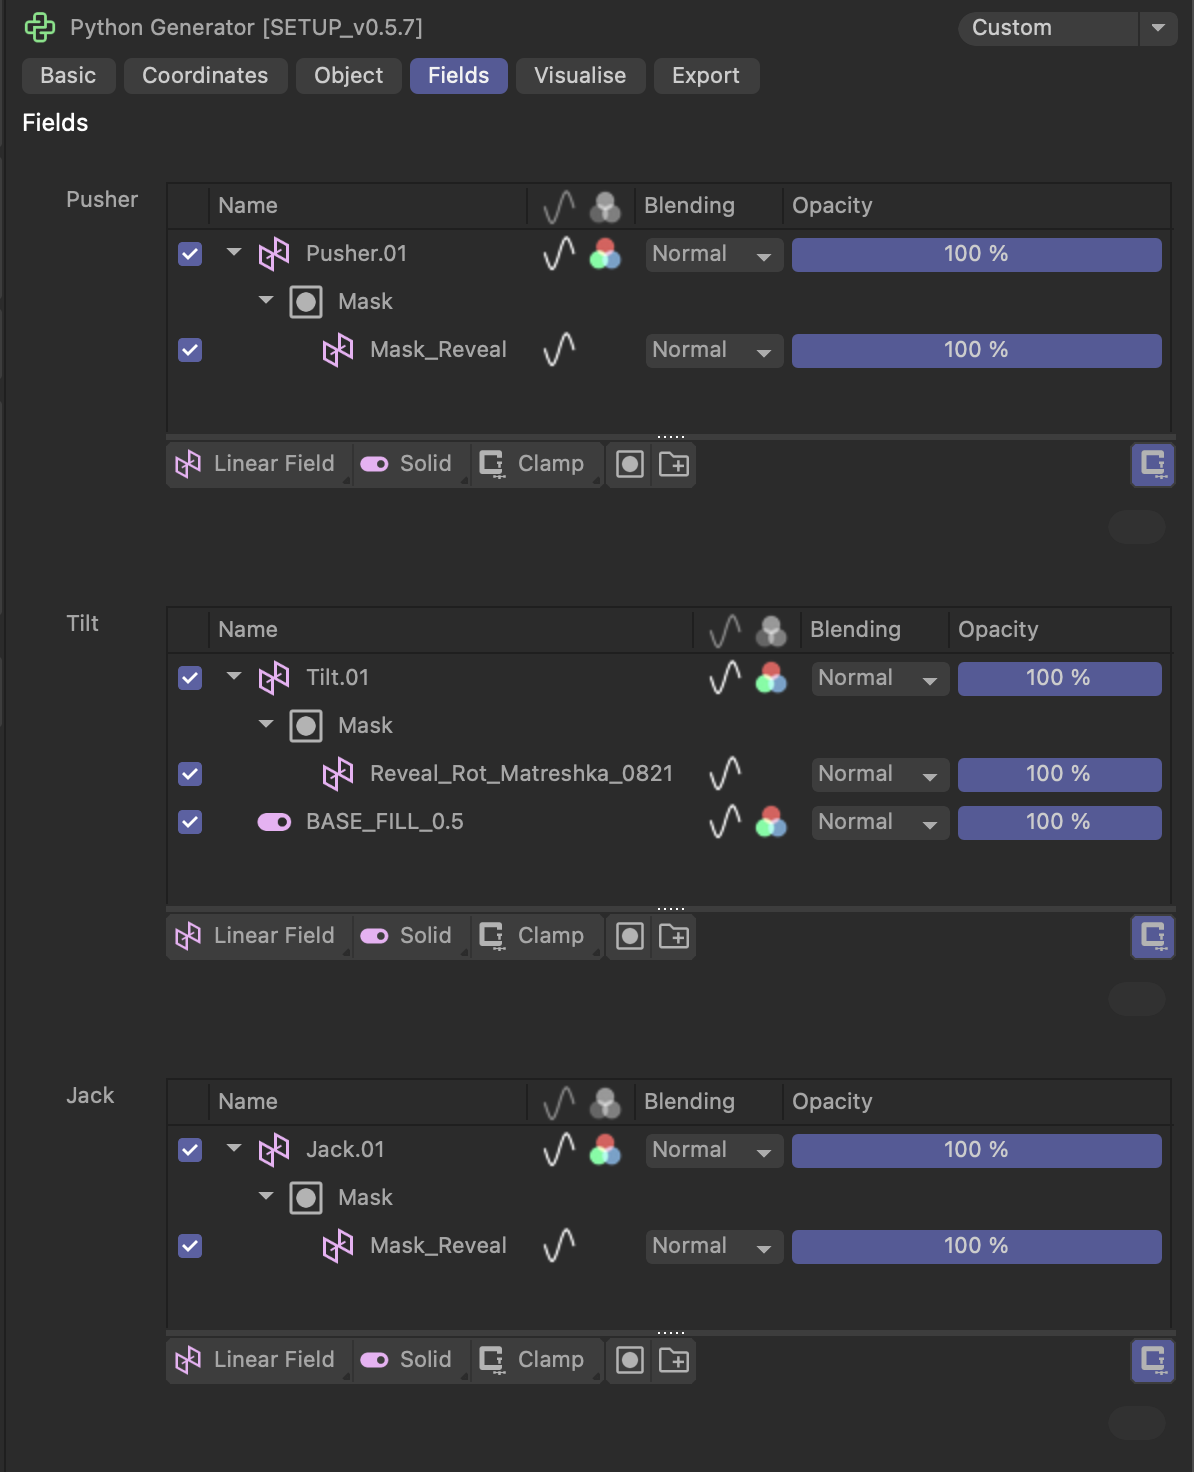 Python Generator [SETUP_v0.5.7] Custom
Basic Coordinates Object Fields Visualise Export
Fields
Pusher
Name Blending Opacity
Pusher.01 Normal 100 %
Mask
Mask_Reveal Normal 100 %
Linear Field Solid Clamp
Tilt
Name Blending Opacity
Tilt.01 Normal 100 %
Mask
Reveal_Rot_Matreshka_0821 Normal 100 %
BASE_FILL_0.5 Normal 100 %
Linear Field Solid Clamp
Jack
Name Blending Opacity
Jack.01 Normal 100 %
Mask
Mask_Reveal Normal 100 %
Linear Field Solid Clamp